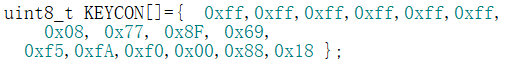 uint8_t KEYCON[]={  0xff,0xff,0xff,0xff,0xff,0xff,
0x08, 0x77, 0x8F, 0x69,
0xf5,0xfA,0xf0,0x00,0x88,0x18 };